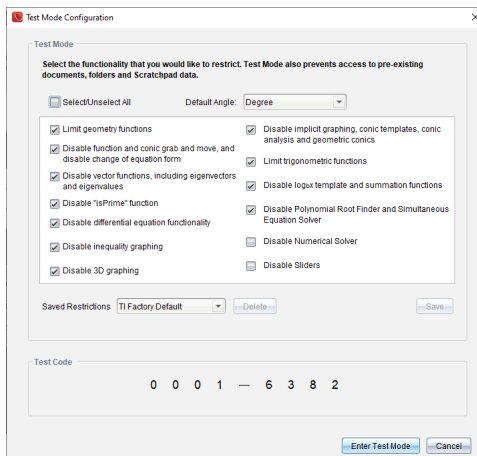 Test Mode Configuration
Test Mode
Select the functionality that you would like to restrict. Test Mode also prevents access to pre-existing
documents, folders and Scratchpad data.
Select/Unselect All
Default Angle: Degree
Limit geometry functions
Disable function and conic grab and move, and
disable change of equation form
Disable vector functions, including eigenvectors
and eigenvalues
Disable "isPrime" function
Disable differential equation functionality
Disable inequality graphing
Disable 3D graphing
Disable implicit graphing, conic templates, conic
analysis and geometric conics
Limit trigonometric functions
Disable logbx template and summation functions
Disable Polynomial Root Finder and Simultaneous
Equation Solver
Disable Numerical Solver
Disable Sliders
Saved Restrictions TI Factory Default Delete Save
Test Code
0 0 0 1 — 6 3 8 2
Enter Test Mode Cancel